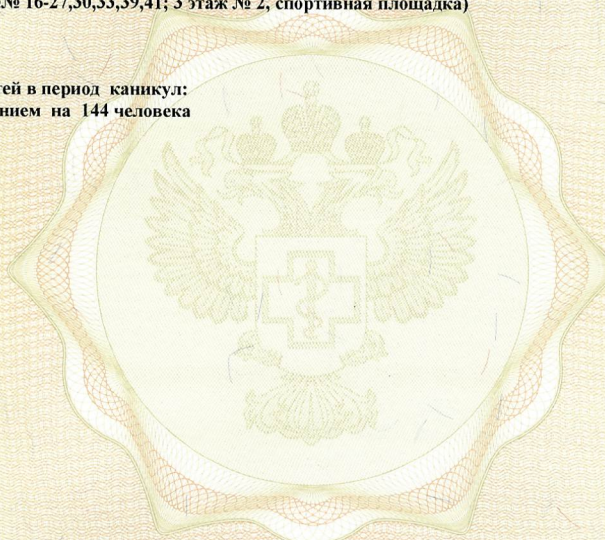 № 16-27,30,33,39,41; 3 этаж № 2, спортивная площадка)
тей в период каникул:
нием на 144 человека